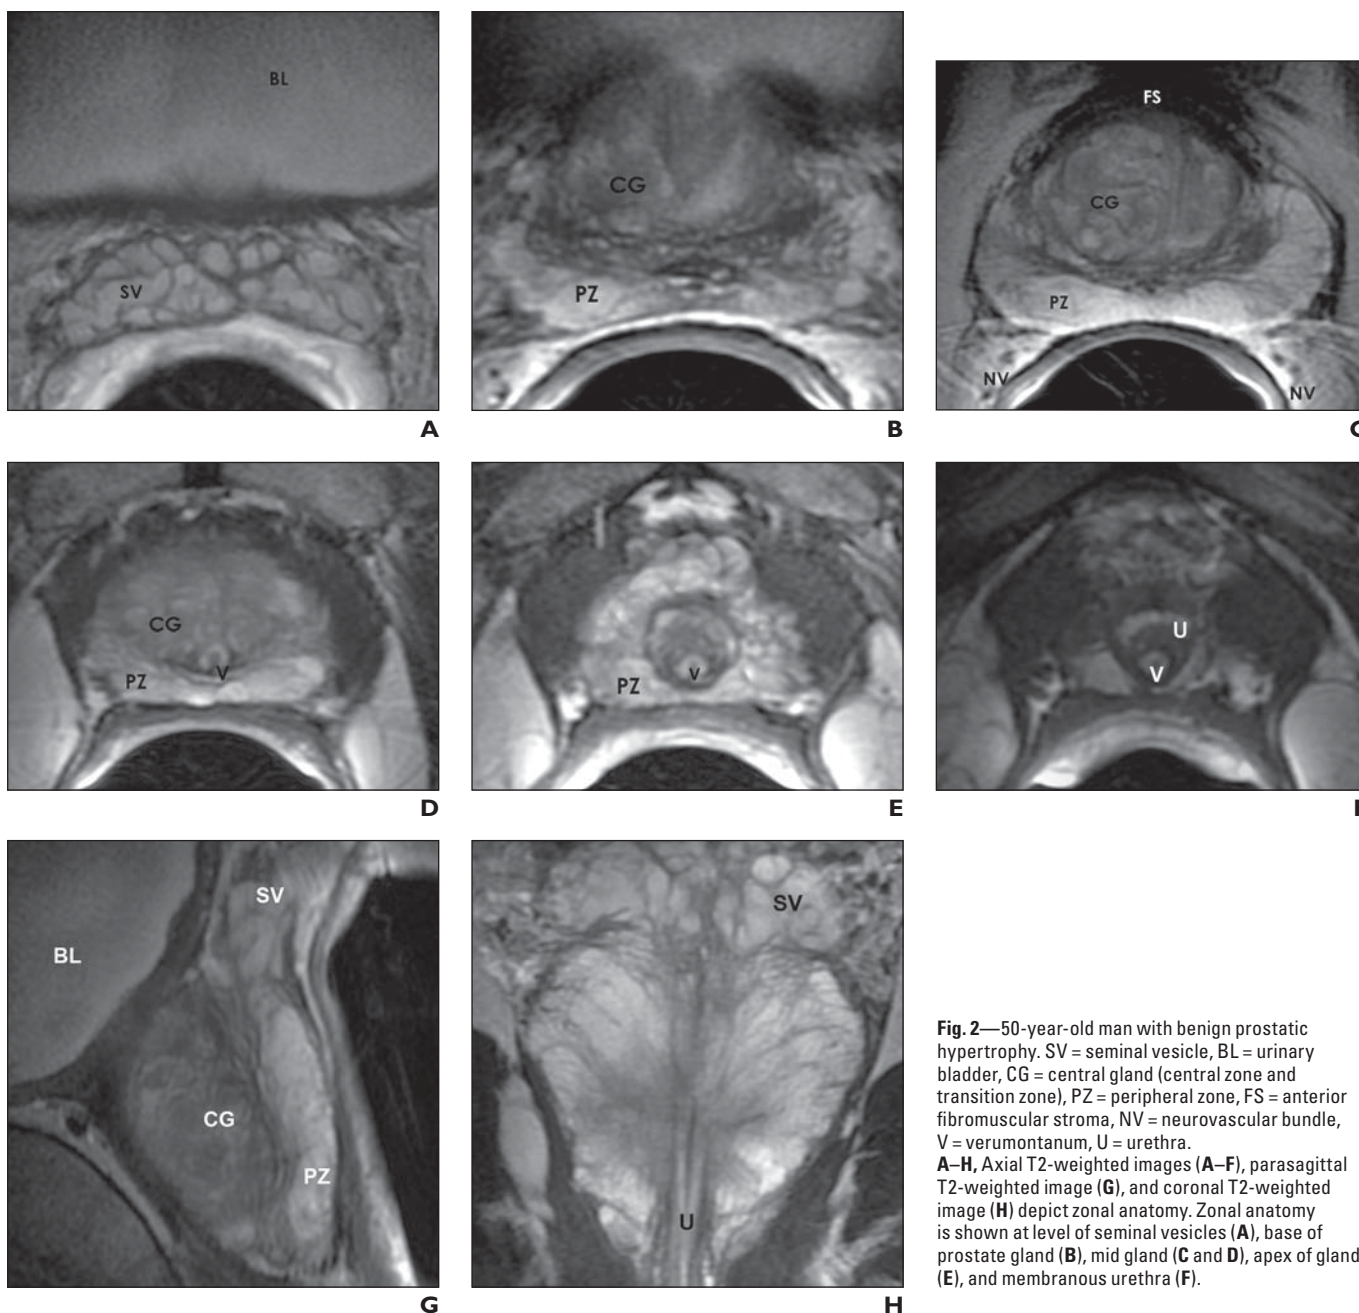 BL
SV
A
CG
PZ
B
FS
CG
PZ
NV
NV
CG
V
PZ
D
V
PZ
E
U
V
SV
BL
CG
PZ
G
SV
U
H
Fig. 2—50-year-old man with benign prostatic
hypertrophy. SV = seminal vesicle, BL = urinary
bladder, CG = central gland (central zone and
transition zone), PZ = peripheral zone, FS = anterior
fibromuscular stroma, NV = neurovascular bundle,
V = verumontanum, U = urethra.
A–H, Axial T2-weighted images (A–F), parasagittal
T2-weighted image (G), and coronal T2-weighted
image (H) depict zonal anatomy. Zonal anatomy
is shown at level of seminal vesicles (A), base of
prostate gland (B), mid gland (C and D), apex of gland
(E), and membranous urethra (F).